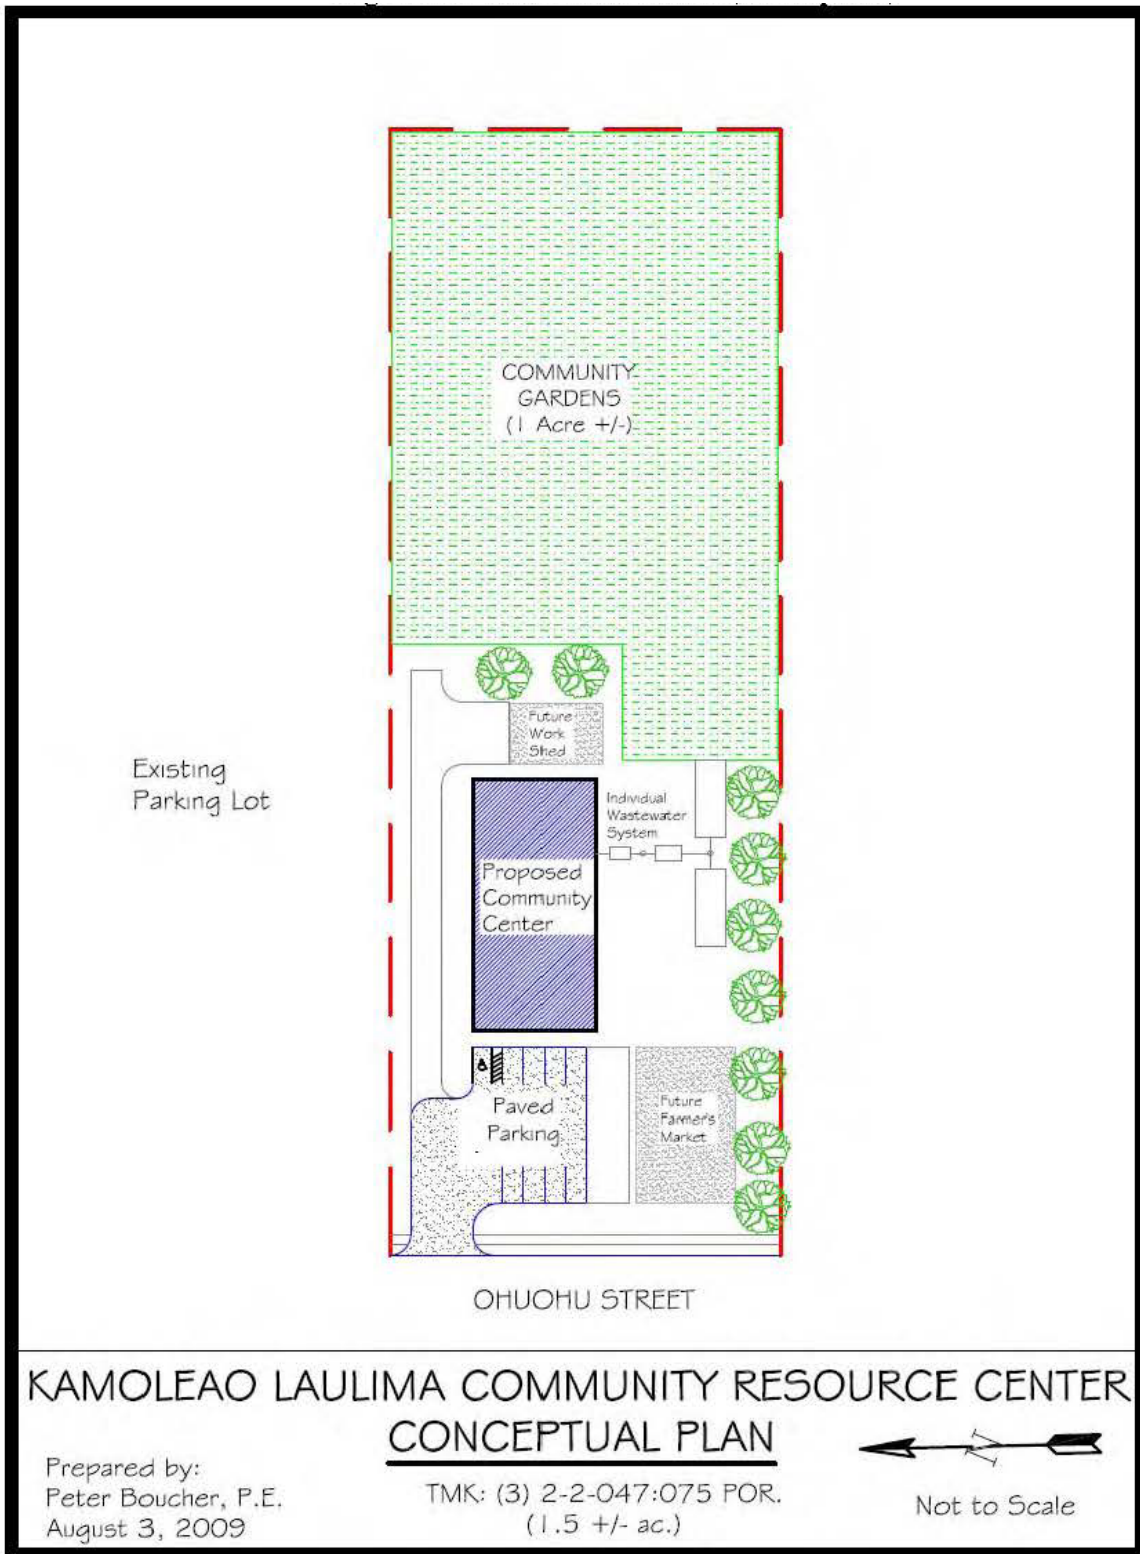 COMMUNITY
GARDENS
(1 Acre +/-)
Future
Work
Shed
Existing
Parking Lot
Individual
Wastewater
System
Proposed
Community
Center
Paved
Parking
Future
Farmer's
Market
OHUOHU STREET
KAMOLEAO LAULIMA COMMUNITY RESOURCE CENTER
CONCEPTUAL PLAN
Prepared by:
Peter Boucher, P.E.
August 3, 2009
TMK: (3) 2-2-047:075 POR.
(1.5 +/- ac.)
N
Not to Scale